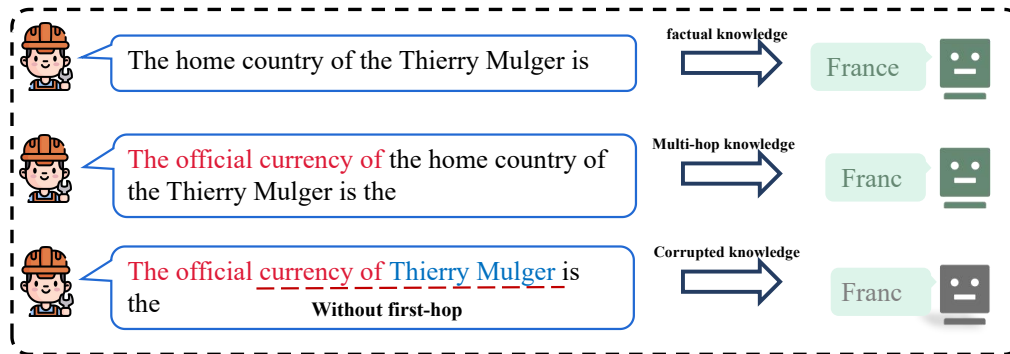 The home country of the Thierry Mulger is
factual knowledge
France
The official currency of the home country of
the Thierry Mulger is the
Multi-hop knowledge
Franc
The official currency of Thierry Mulger is
the
Without first-hop
Corrupted knowledge
Franc